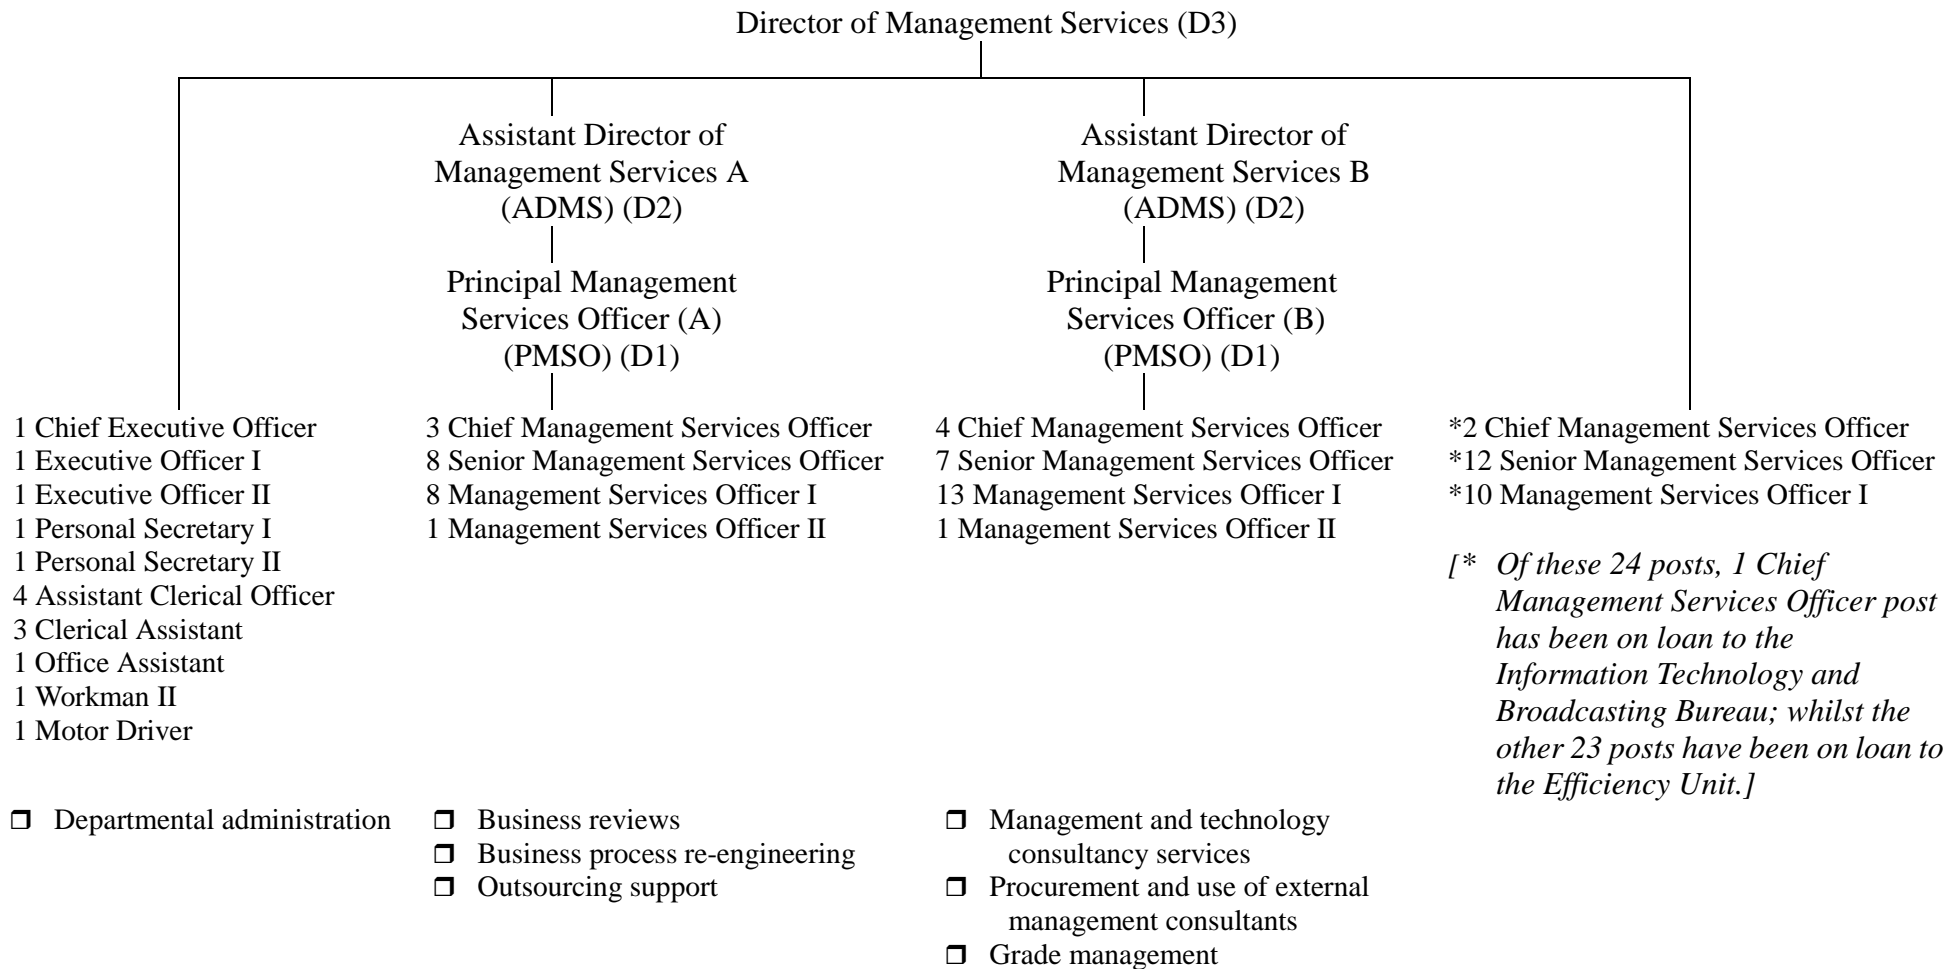 Director of Management Services (D3)
Assistant Director of
Management Services A
(ADMS) (D2)
Assistant Director of
Management Services B
(ADMS) (D2)
Principal Management
Services Officer (A)
(PMSO) (D1)
Principal Management
Services Officer (B)
(PMSO) (D1)
1 Chief Executive Officer
1 Executive Officer I
1 Executive Officer II
1 Personal Secretary I
1 Personal Secretary II
4 Assistant Clerical Officer
3 Clerical Assistant
1 Office Assistant
1 Workman II
1 Motor Driver
3 Chief Management Services Officer
8 Senior Management Services Officer
8 Management Services Officer I
1 Management Services Officer II
4 Chief Management Services Officer
7 Senior Management Services Officer
13 Management Services Officer I
1 Management Services Officer II
*2 Chief Management Services Officer
*12 Senior Management Services Officer
*10 Management Services Officer I
[* Of these 24 posts, 1 Chief
Management Services Officer post
has been on loan to the
Information Technology and
Broadcasting Bureau; whilst the
other 23 posts have been on loan to
the Efficiency Unit.]
❒ Departmental administration
❒ Business reviews
❒ Business process re-engineering
❒ Outsourcing support
❒ Management and technology
consultancy services
❒ Procurement and use of external
management consultants
❒ Grade management